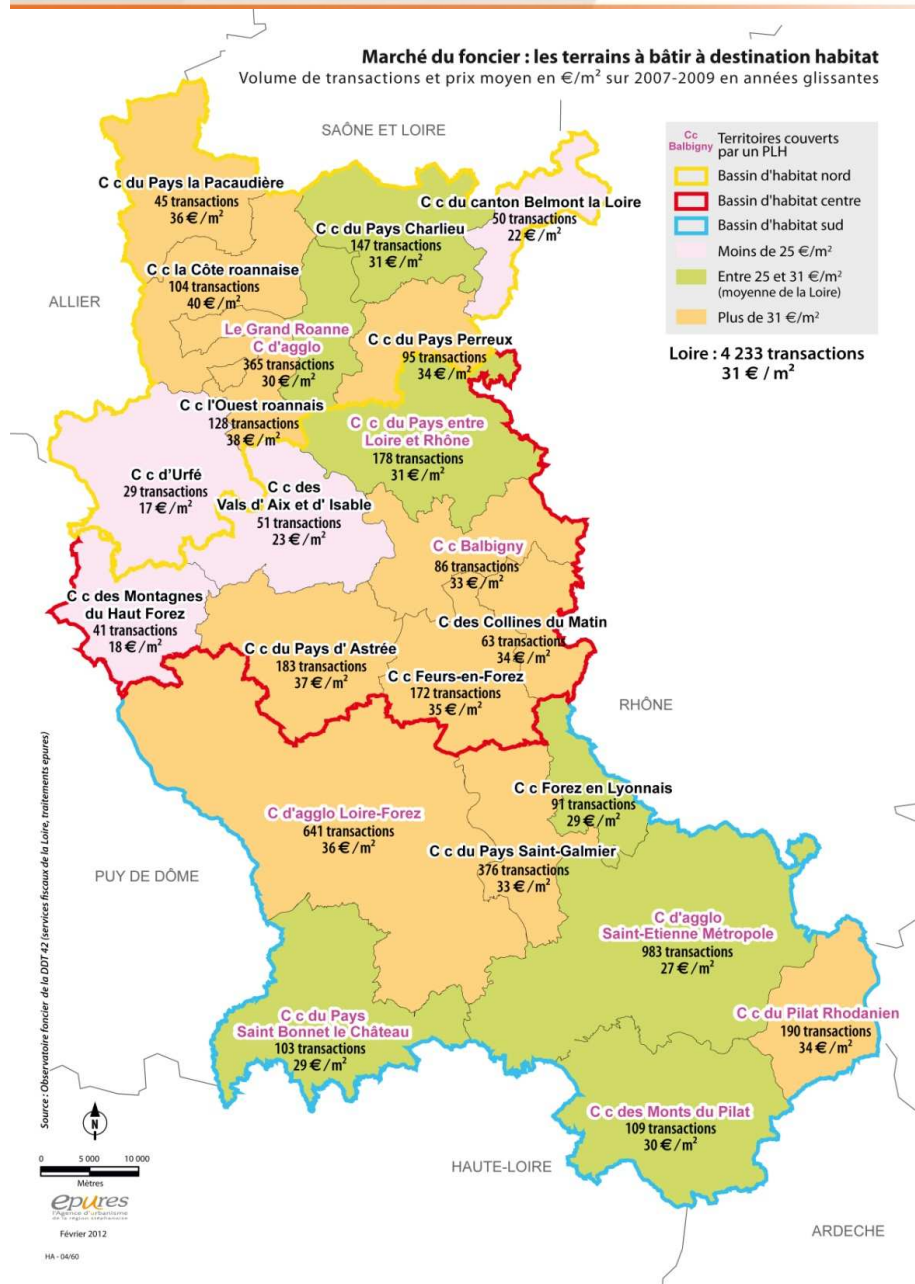 Marché du foncier : les terrains à bâtir à destination habitat
Volume de transactions et prix moyen en €/m² sur 2007-2009 en années glissantes
SAÔNE ET LOIRE
Cc
Balbigny
Territoires couverts
par un PLH
Bassin d'habitat nord
Bassin d'habitat centre
Bassin d'habitat sud
Moins de 25 €/m²
Entre 25 et 31 €/m²
(moyenne de la Loire)
Plus de 31 €/m²
Loire : 4 233 transactions
31 € / m²
C c du Pays la Pacaudière
45 transactions
36 €/m²
C c du canton Belmont la Loire
50 transactions
22 €/m²
C c du Pays Charlieu
147 transactions
31 €/m²
C c la Côte roannaise
104 transactions
40 €/m²
ALLIER
Le Grand Roanne
C d'agglo
365 transactions
30 €/m²
C c du Pays Perreux
95 transactions
34 €/m²
C c l'Ouest roannais
128 transactions
38 €/m²
C c du Pays entre
Loire et Rhône
178 transactions
31 €/m²
C c d'Urfé
29 transactions
17 €/m²
C c des
Vals d' Aix et d' Isable
51 transactions
23 €/m²
C c Balbigny
86 transactions
33 €/m²
C c des Montagnes
du Haut Forez
41 transactions
18 €/m²
C des Collines du Matin
63 transactions
34 €/m²
C c du Pays d' Astrée
183 transactions
37 €/m²
C c Feurs-en-Forez
172 transactions
35 €/m²
RHÔNE
C c Forez en Lyonnais
91 transactions
29 €/m²
C d'agglo Loire-Forez
641 transactions
36 €/m²
C c du Pays Saint-Galmier
376 transactions
33 €/m²
PUY DE DÔME
C d'agglo
Saint-Etienne Métropole
983 transactions
27 €/m²
C c du Pays
Saint Bonnet le Château
103 transactions
29 €/m²
C c du Pilat Rhodanien
190 transactions
34 €/m²
C c des Monts du Pilat
109 transactions
30 €/m²
HAUTE-LOIRE
ARDECHE
Source : Observatoire foncier de la DDT 42 (services fiscaux de la Loire, traitements epures)
N
0 5 000 10 000
Mètres
epures
l'Agence d'urbanisme
de la région stéphanoise
Février 2012
HA - 04/60